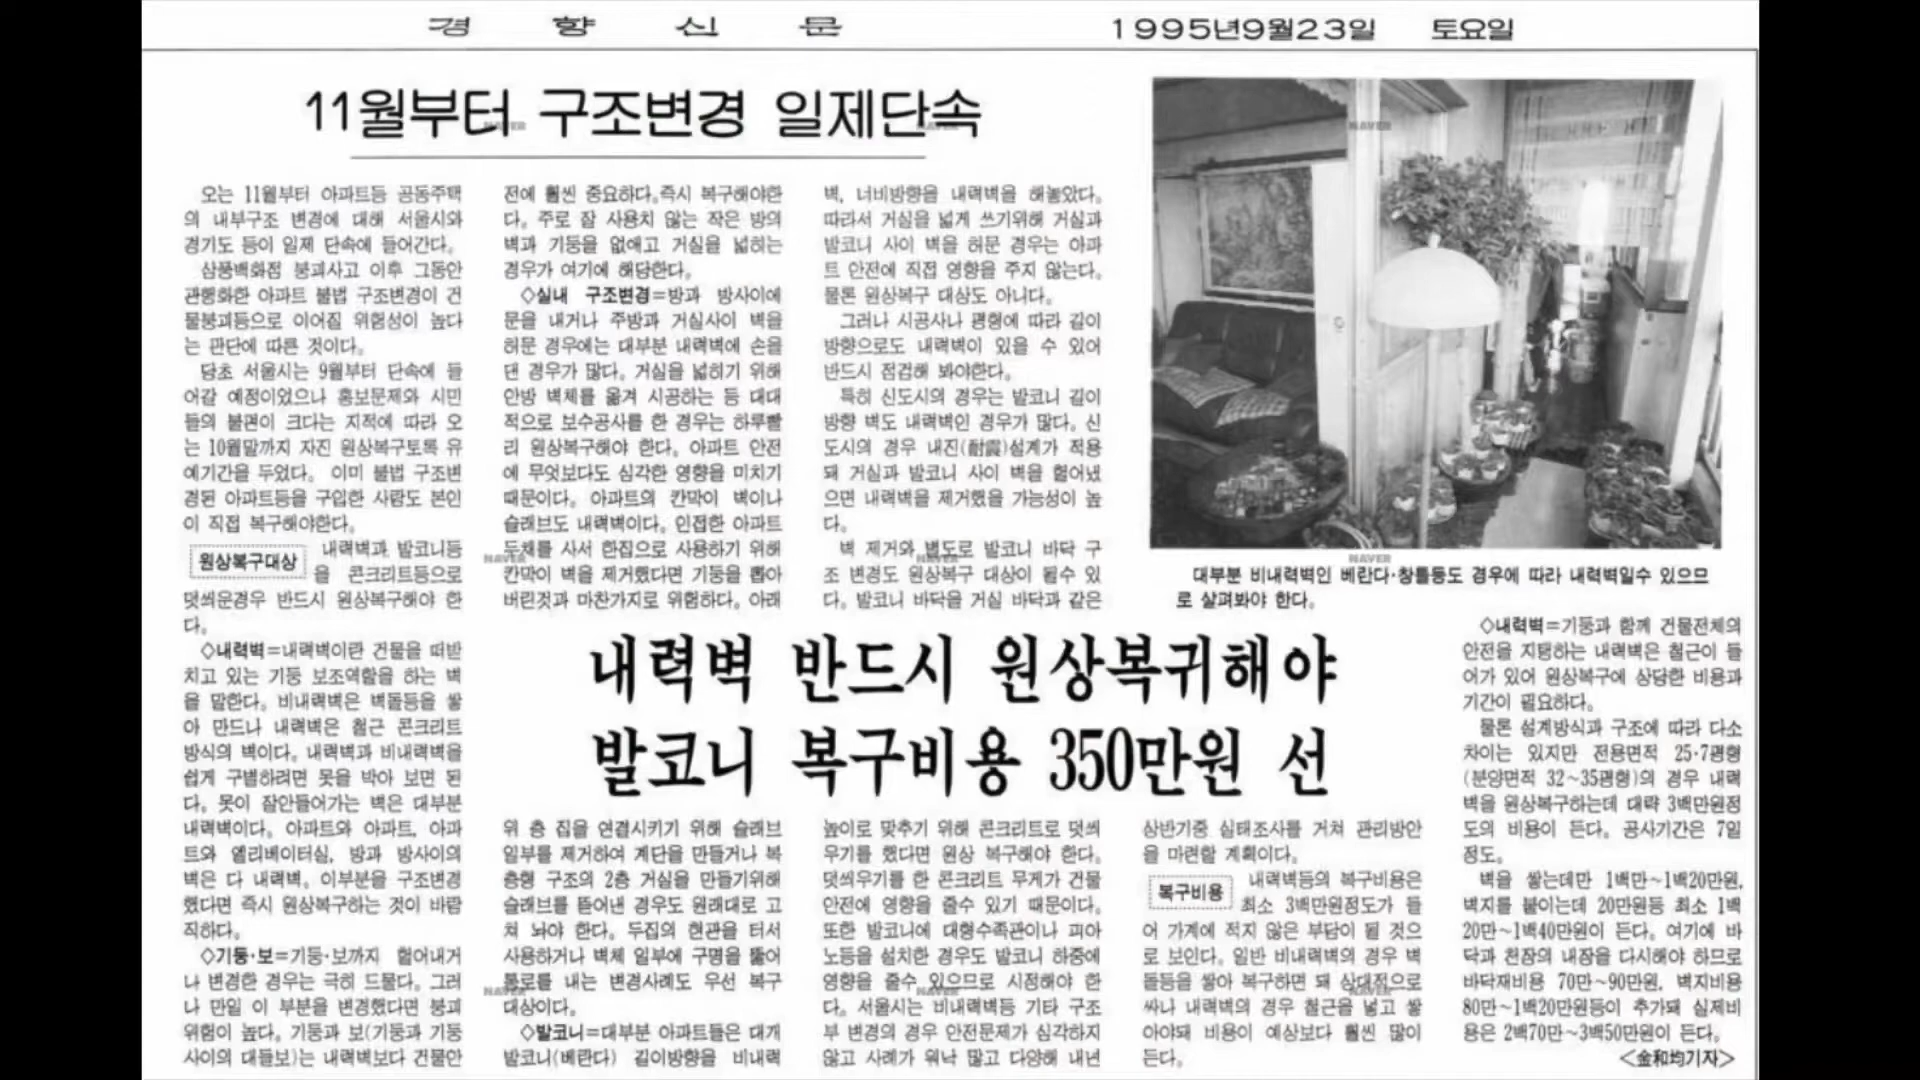 경향신문
1995년9월23일 토요일
11월부터 구조변경 일제단속
오는 11월부터 아파트등 공동주택
의 내부구조 변경에 대해 서울시와
경기도 등이 일제 단속에 들어간다.
삼풍백화점 붕괴사고 이후 그동안
관행화한 아파트 불법 구조변경이 건
물붕괴등으로 이어질 위험성이 높다
는 판단에 따른 것이다.
당초 서울시는 9월부터 단속에 들
어갈 예정이었으나 홍보문제와 시민
들의 불편이 크다는 지적에 따라 오
는 10월말까지 자진 원상복구토록 유
예기간을 두었다. 이미 불법 구조변
경된 아파트등을 구입한 사람도 본인
이 직접 복구해야한다.
원상복구대상
내력벽과 발코니등
을 콘크리트등으로
덧씌운경우 반드시 원상복구해야 한
다.
◇내력벽=내력벽이란 건물을 떠받
치고 있는 기둥 보조역할을 하는 벽
을 말한다. 비내력벽은 벽돌등을 쌓
아 만드나 내력벽은 철근 콘크리트
방식의 벽이다. 내력벽과 비내력벽을
쉽게 구별하려면 못을 박아 보면 된
다. 못이 잘안들어가는 벽은 대부분
내력벽이다. 아파트와 아파트, 아파
트와 엘리베이터실, 방과 방사이의
벽은 다 내력벽. 이부분을 구조변경
했다면 즉시 원상복구하는 것이 바람
직하다.
◇기둥·보=기둥·보까지 헐어내거
나 변경한 경우는 극히 드물다. 그러
나 만일 이 부분을 변경했다면 붕괴
위험이 높다. 기둥과 보(기둥과 기둥
사이의 대들보)는 내력벽보다 건물안
전에 훨씬 중요하다.즉시 복구해야한
다. 주로 잘 사용치 않는 작은 방의
벽과 기둥을 없애고 거실을 넓히는
경우가 여기에 해당한다.
◇실내 구조변경=방과 방사이에
문을 내거나 주방과 거실사이 벽을
허문 경우에는 대부분 내력벽에 손을
댄 경우가 많다. 거실을 넓히기 위해
안방 벽체를 옮겨 시공하는 등 대대
적으로 보수공사를 한 경우는 하루빨
리 원상복구해야 한다. 아파트 안전
에 무엇보다도 심각한 영향을 미치기
때문이다. 아파트의 칸막이 벽이나
슬래브도 내력벽이다. 인접한 아파트
두채를 사서 한집으로 사용하기 위해
칸막이 벽을 제거했다면 기둥을 뽑아
버린것과 마찬가지로 위험하다. 아래
벽, 너비방향을 내력벽을 해놓았다.
따라서 거실을 넓게 쓰기위해 거실과
발코니 사이 벽을 허문 경우는 아파
트 안전에 직접 영향을 주지 않는다.
물론 원상복구 대상도 아니다.
그러나 시공사나 평형에 따라 길이
방향으로도 내력벽이 있을 수 있어
반드시 점검해 봐야한다.
특히 신도시의 경우는 발코니 길이
방향 벽도 내력벽인 경우가 많다. 신
도시의 경우 내진(耐震)설계가 적용
돼 거실과 발코니 사이 벽을 헐어냈
으면 내력벽을 제거했을 가능성이 높
다.
벽 제거와 별도로 발코니 바닥 구
조 변경도 원상복구 대상이 될수 있
다. 발코니 바닥을 거실 바닥과 같은
대부분 비내력벽인 베란다·창틀등도 경우에 따라 내력벽일수 있으므
로 살펴봐야 한다.
내력벽 반드시 원상복귀해야
발코니 복구비용 350만원 선
위 층 집을 연결시키기 위해 슬래브
일부를 제거하여 계단을 만들거나 복
층형 구조의 2층 거실을 만들기위해
슬래브를 뜯어낸 경우도 원래대로 고
쳐 놔야 한다. 두집의 현관을 터서
사용하거나 벽체 일부에 구멍을 뚫어
통로를 내는 변경사례도 우선 복구
대상이다.
◇발코니=대부분 아파트들은 대개
발코니(베란다) 길이방향을 비내력
높이로 맞추기 위해 콘크리트로 덧씌
우기를 했다면 원상 복구해야 한다.
덧씌우기를 한 콘크리트 무게가 건물
안전에 영향을 줄수 있기 때문이다.
또한 발코니에 대형수족관이나 피아
노등을 설치한 경우도 발코니 하중에
영향을 줄수 있으므로 시정해야 한
다. 서울시는 비내력벽등 기타 구조
부 변경의 경우 안전문제가 심각하지
않고 사례가 워낙 많고 다양해 내년
상반기중 실태조사를 거쳐 관리방안
을 마련할 계획이다.
복구비용
내력벽등의 복구비용은
최소 3백만원정도가 들
어 가계에 적지 않은 부담이 될 것으
로 보인다. 일반 비내력벽의 경우 벽
돌등을 쌓아 복구하면 돼 상대적으로
싸나 내력벽의 경우 철근을 넣고 쌓
아야돼 비용이 예상보다 훨씬 많이
든다.
◇내력벽=기둥과 함께 건물전체의
안전을 지탱하는 내력벽은 철근이 들
어가 있어 원상복구에 상당한 비용과
기간이 필요하다.
물론 설계방식과 구조에 따라 다소
차이는 있지만 전용면적 25·7평형
(분양면적 32～35평형)의 경우 내력
벽을 원상복구하는데 대략 3백만원정
도의 비용이 든다. 공사기간은 7일
정도.
벽을 쌓는데만 1백만～1백20만원,
벽지를 붙이는데 20만원등 최소 1백
20만～1백40만원이 든다. 여기에 바
닥과 천장의 내장을 다시해야 하므로
바닥재비용 70만～90만원, 벽지비용
80만～1백20만원등이 추가돼 실제비
용은 2백70만～3백50만원이 든다.
<金和均기자>